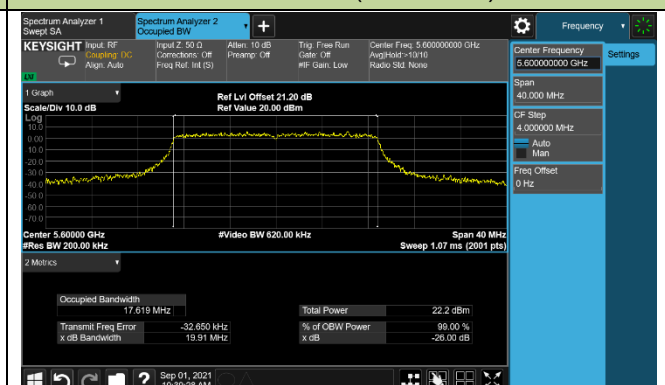 Spectrum Analyzer 1
Swept SA
Spectrum Analyzer 2
Occupied BW
+
Frequency
KEYSIGHT
Input: RF
Coupling: DC
Align: Auto
Input Z: 50 Ω
Corrections: Off
Freq Ref: Int (S)
Atten: 10 dB
Preamp: Off
Trig: Free Run
Gate: Off
#IF Gain: Low
Center Freq: 5.600000000 GHz
Avg|Hold:>10/10
Radio Std: None
Center Frequency
5.600000000 GHz
Settings
Span
40.000 MHz
CF Step
4.000000 MHz
Auto
Man
Freq Offset
0 Hz
1 Graph
Scale/Div 10.0 dB
Ref Lvl Offset 21.20 dB
Ref Value 20.00 dBm
Log
10.0
0.00
-10.0
-20.0
-30.0
-40.0
-50.0
-60.0
-70.0
Center 5.60000 GHz
#Video BW 620.00 kHz
Span 40 MHz
#Res BW 200.00 kHz
Sweep 1.07 ms (2001 pts)
2 Metrics
Occupied Bandwidth
17.619 MHz
Total Power
22.2 dBm
Transmit Freq Error
-32.650 kHz
% of OBW Power
99.00 %
x dB Bandwidth
19.91 MHz
x dB
-26.00 dB
?
Sep 01, 2021